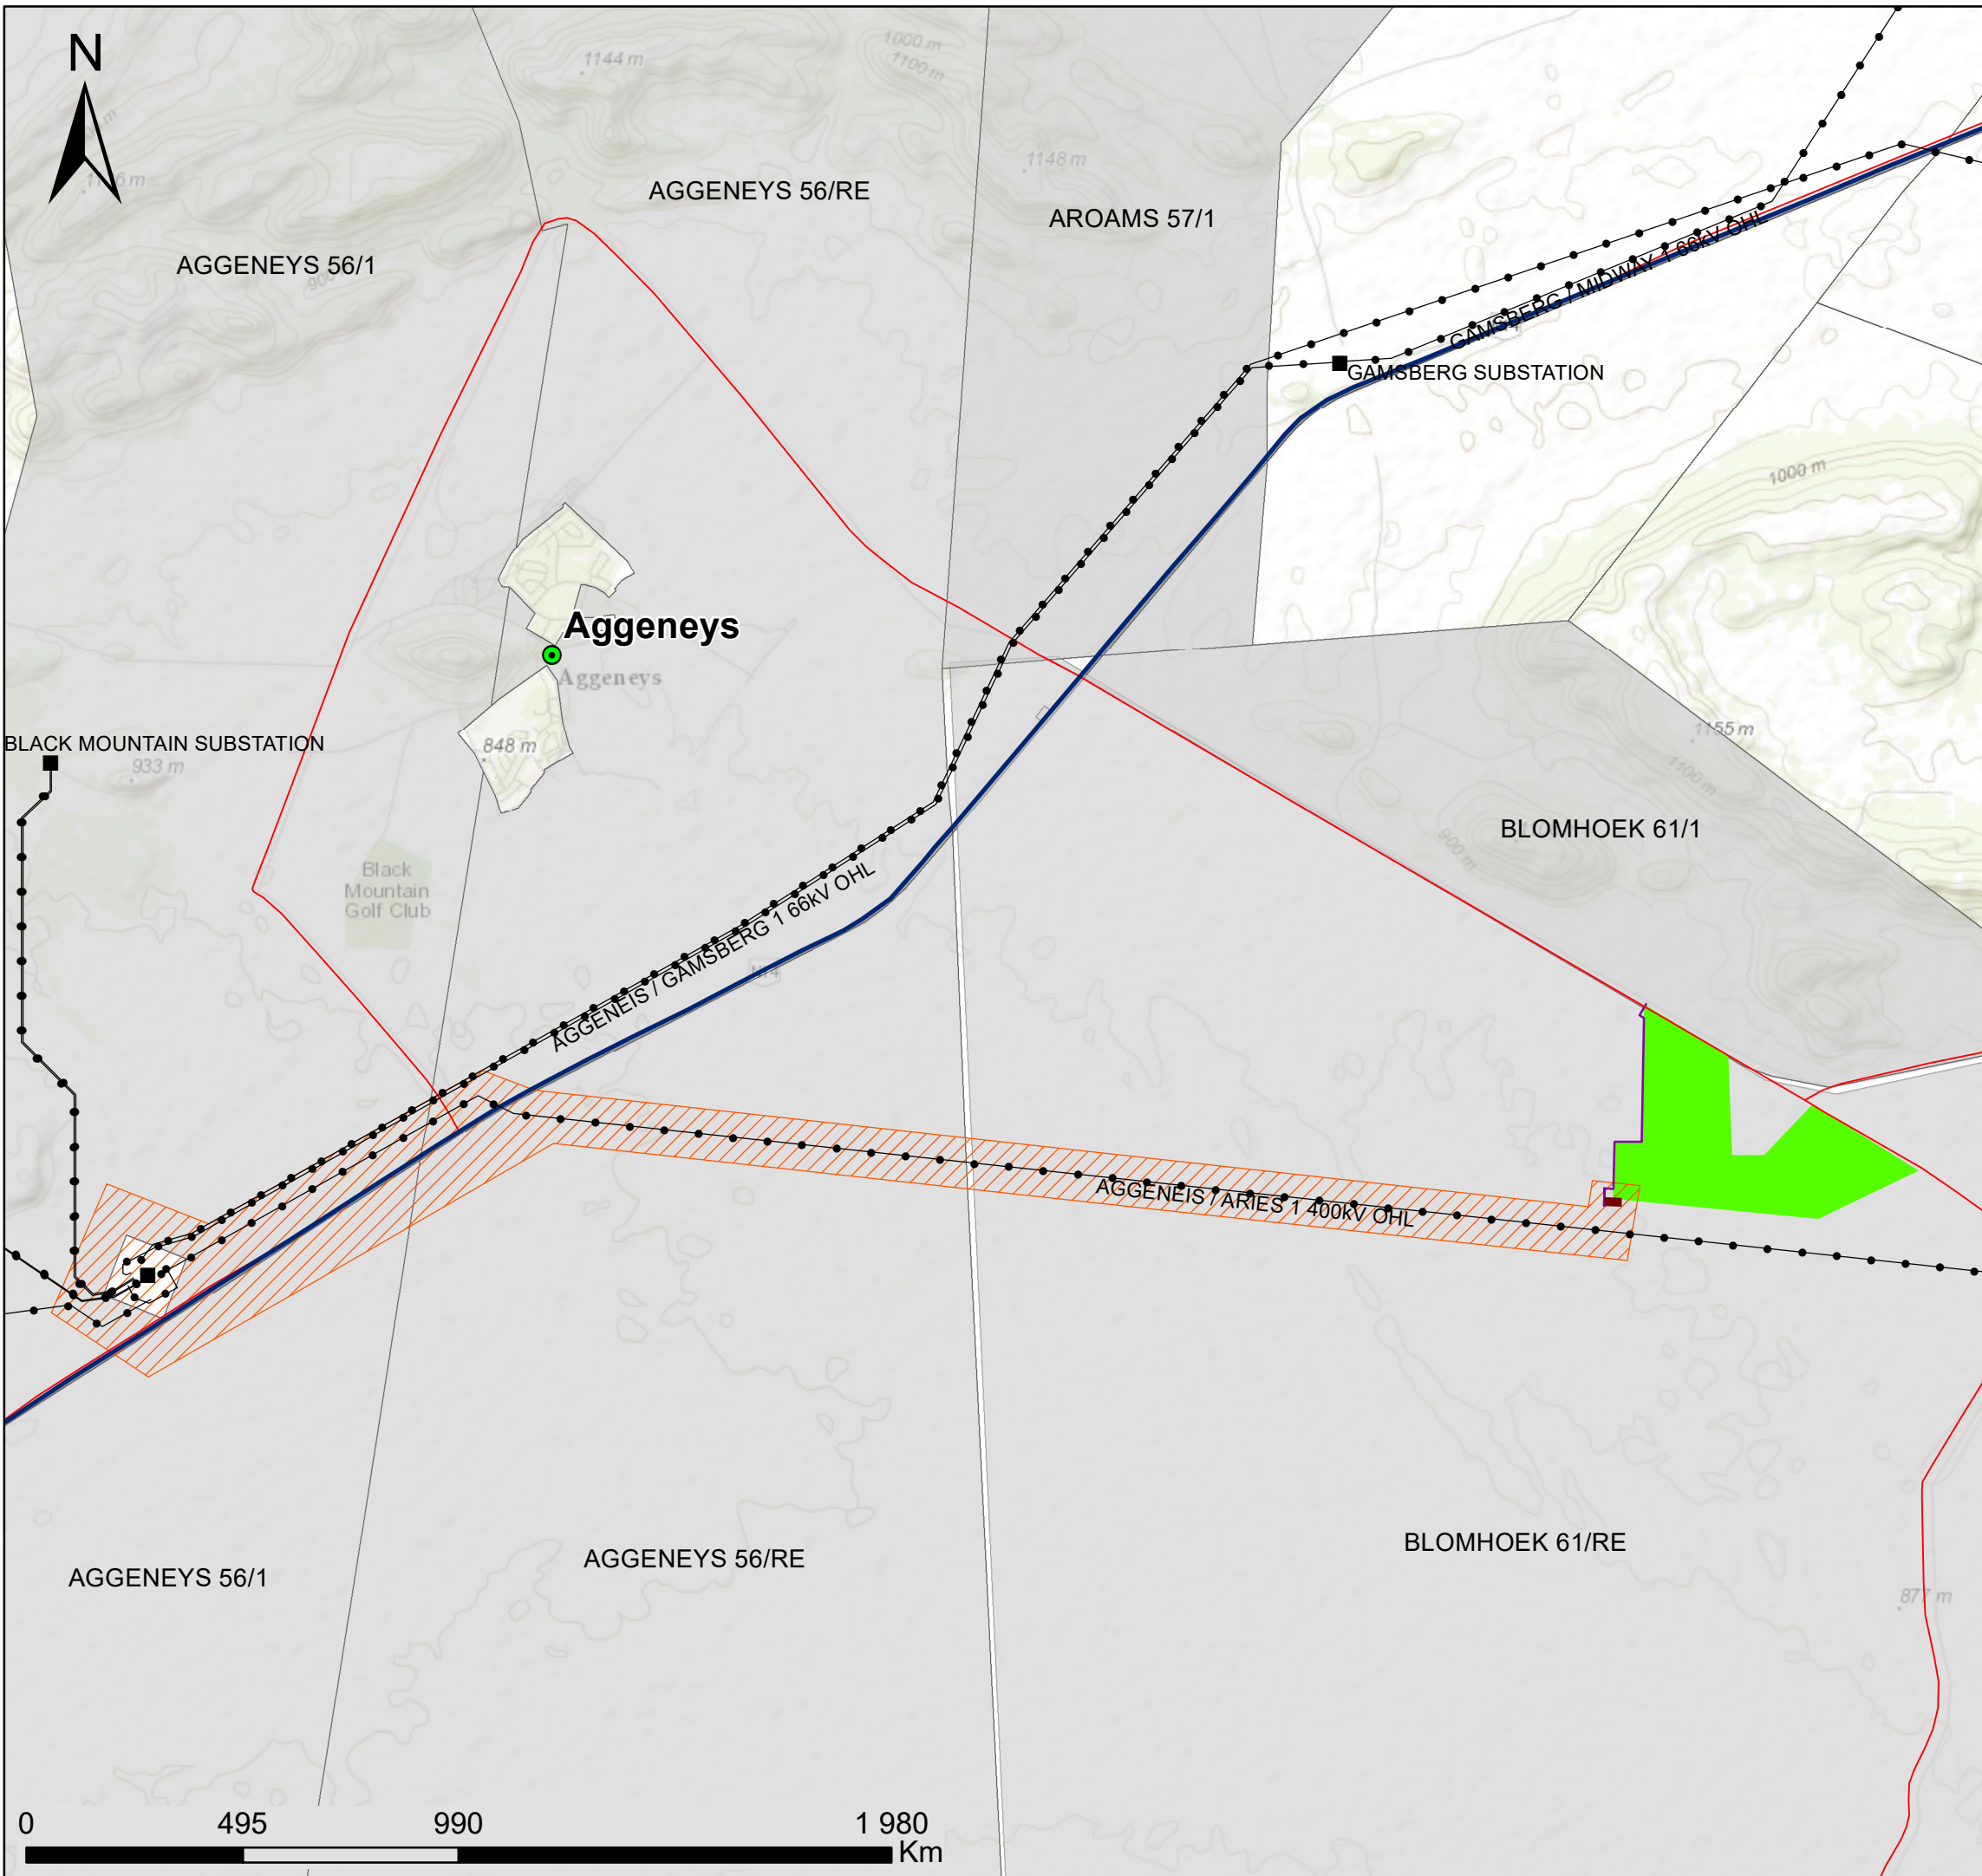 N
1144 m
1000 m
1100 m
1148 m
AGGENEYS 56/RE
AROAMS 57/1
AGGENEYS 56/1
GAMSBERG / MIDWAY 1 66kV OHL
GAMSBERG SUBSTATION
1000 m
Aggeneys
Aggeneys
BLACK MOUNTAIN SUBSTATION
933 m
848 m
1155 m
1100 m
BLOMHOEK 61/1
900 m
Black
Mountain
Golf Club
AGGENEIS / GAMSBERG 1 66kV OHL
N14
AGGENEIS / ARIES 1 400kV OHL
BLOMHOEK 61/RE
AGGENEYS 56/RE
AGGENEYS 56/1
877 m
0 495 990 1 980
Km